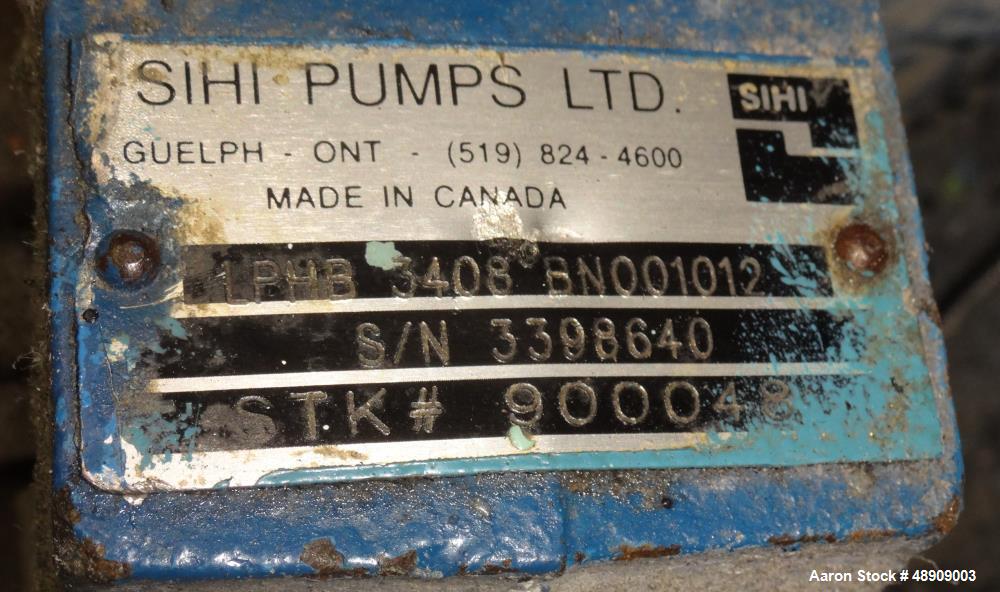 SIHI PUMPS LTD.
SIHI
GUELPH - ONT - (519) 824-4600
MADE IN CANADA
LPHB 3408 BN001012
S/N 3398640
STK# 900048
Aaron Stock # 48909003